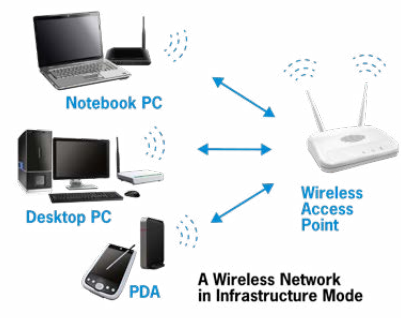 Notebook PC
Desktop PC
PDA
Wireless
Access
Point
A Wireless Network
in Infrastructure Mode